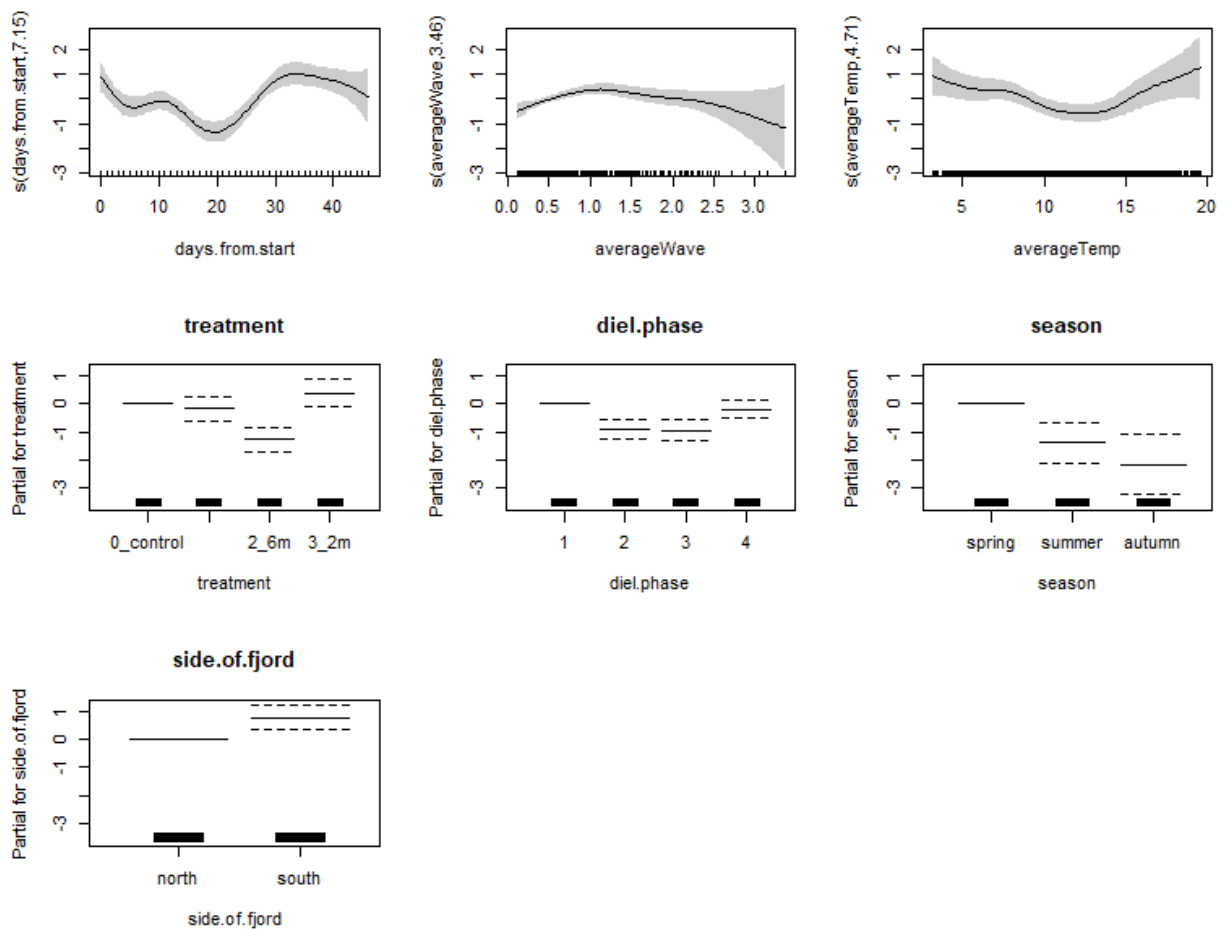 s(days.from.start,7.15)
2
1
-1
-3
0 10 20 30 40
days.from.start
s(averageWave,3.46)
2
1
-1
-3
0.0 0.5 1.0 1.5 2.0 2.5 3.0
averageWave
s(averageTemp,4.71)
2
1
-1
-3
5 10 15 20
averageTemp
treatment
Partial for treatment
1
0
-1
-3
0_control 2_6m 3_2m
treatment
diel.phase
Partial for diel.phase
1
0
-1
-3
1 2 3 4
diel.phase
season
Partial for season
1
0
-1
-3
spring summer autumn
season
side.of.fjord
Partial for side.of.fjord
1
0
-1
-3
north south
side.of.fjord